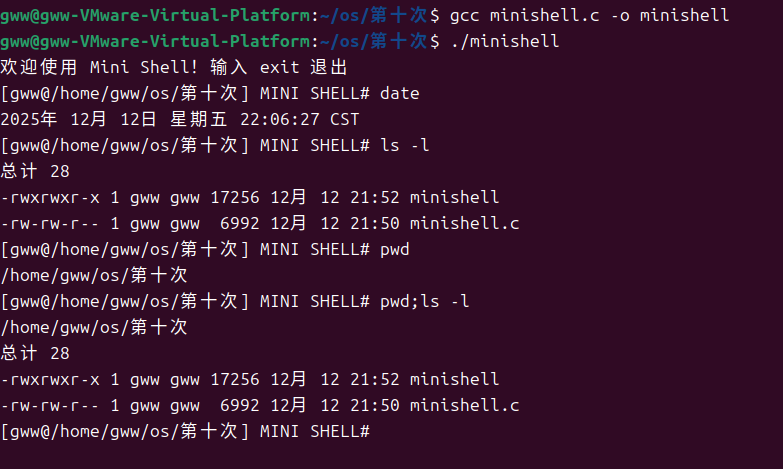 gww@gww-VMware-Virtual-Platform:~/os/第十次$ gcc minishell.c -o minishell
gww@gww-VMware-Virtual-Platform:~/os/第十次$ ./minishell
欢迎使用 Mini Shell! 输入 exit 退出
[gww@/home/gww/os/第十次] MINI SHELL# date
2025年 12月 12日 星期五 22:06:27 CST
[gww@/home/gww/os/第十次] MINI SHELL# ls -l
总计 28
-rwxrwxr-x 1 gww gww 17256 12月 12 21:52 minishell
-rw-rw-r-- 1 gww gww  6992 12月 12 21:50 minishell.c
[gww@/home/gww/os/第十次] MINI SHELL# pwd
/home/gww/os/第十次
[gww@/home/gww/os/第十次] MINI SHELL# pwd;ls -l
/home/gww/os/第十次
总计 28
-rwxrwxr-x 1 gww gww 17256 12月 12 21:52 minishell
-rw-rw-r-- 1 gww gww  6992 12月 12 21:50 minishell.c
[gww@/home/gww/os/第十次] MINI SHELL#